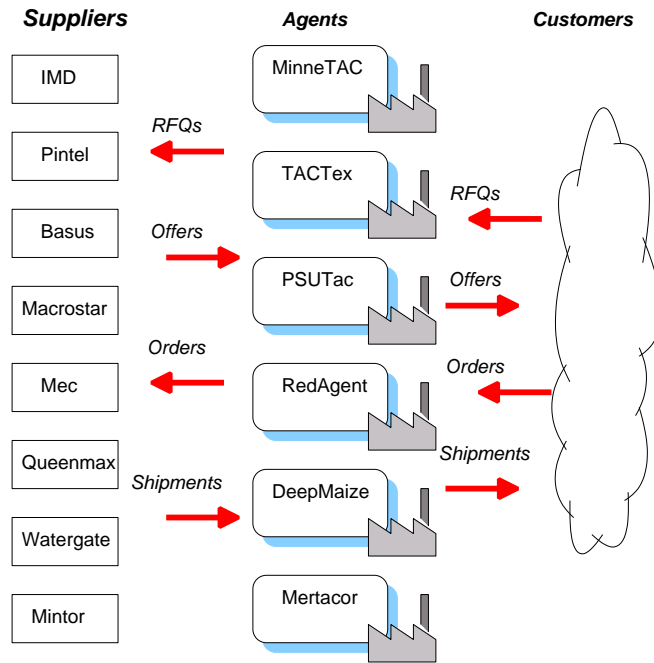 Suppliers
Agents
Customers
IMD
Pintel
Basus
Macrostar
Mec
Queenmax
Watergate
Mintor
RFQs
Offers
Orders
Shipments
MinneTAC
TACTex
PSUTac
RedAgent
DeepMaize
Mertacor
RFQs
Offers
Orders
Shipments